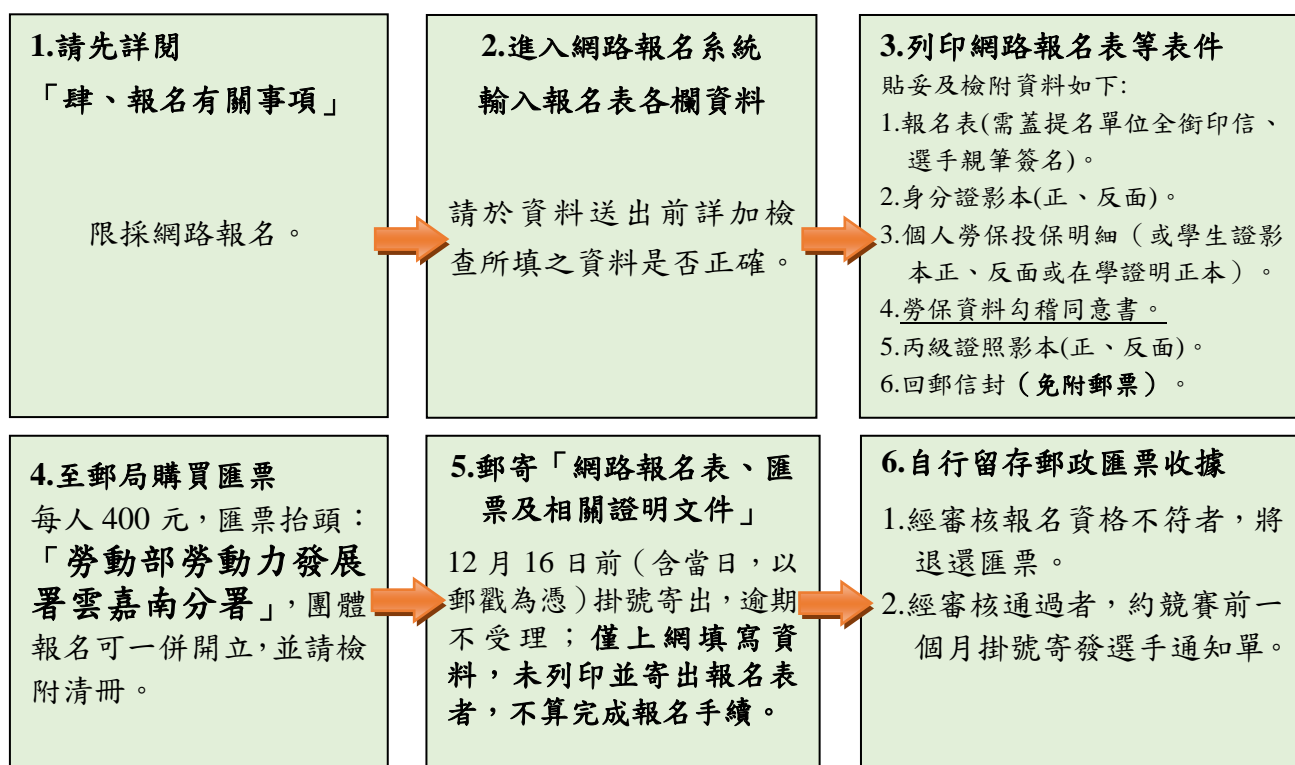 1.請先詳閱
「肆、報名有關事項」
限採網路報名。
2.進入網路報名系統
輸入報名表各欄資料
請於資料送出前詳加檢
查所填之資料是否正確。
3.列印網路報名表等表件
貼妥及檢附資料如下:
1.報名表(需蓋提名單位全銜印信、
選手親筆簽名)。
2.身分證影本(正、反面)。
3.個人勞保投保明細（或學生證影
本正、反面或在學證明正本）。
4.勞保資料勾稽同意書。
5.丙級證照影本(正、反面)。
6.回郵信封（免附郵票）。
4.至郵局購買匯票
每人 400 元，匯票抬頭：
「勞動部勞動力發展
署雲嘉南分署」，團體
報名可一併開立，並請檢
附清冊。
5.郵寄「網路報名表、匯
票及相關證明文件」
12 月 16 日前（含當日，以
郵戳為憑）掛號寄出，逾期
不受理；僅上網填寫資
料，未列印並寄出報名表
者，不算完成報名手續。
6.自行留存郵政匯票收據
1.經審核報名資格不符者，將
退還匯票。
2.經審核通過者，約競賽前一
個月掛號寄發選手通知單。